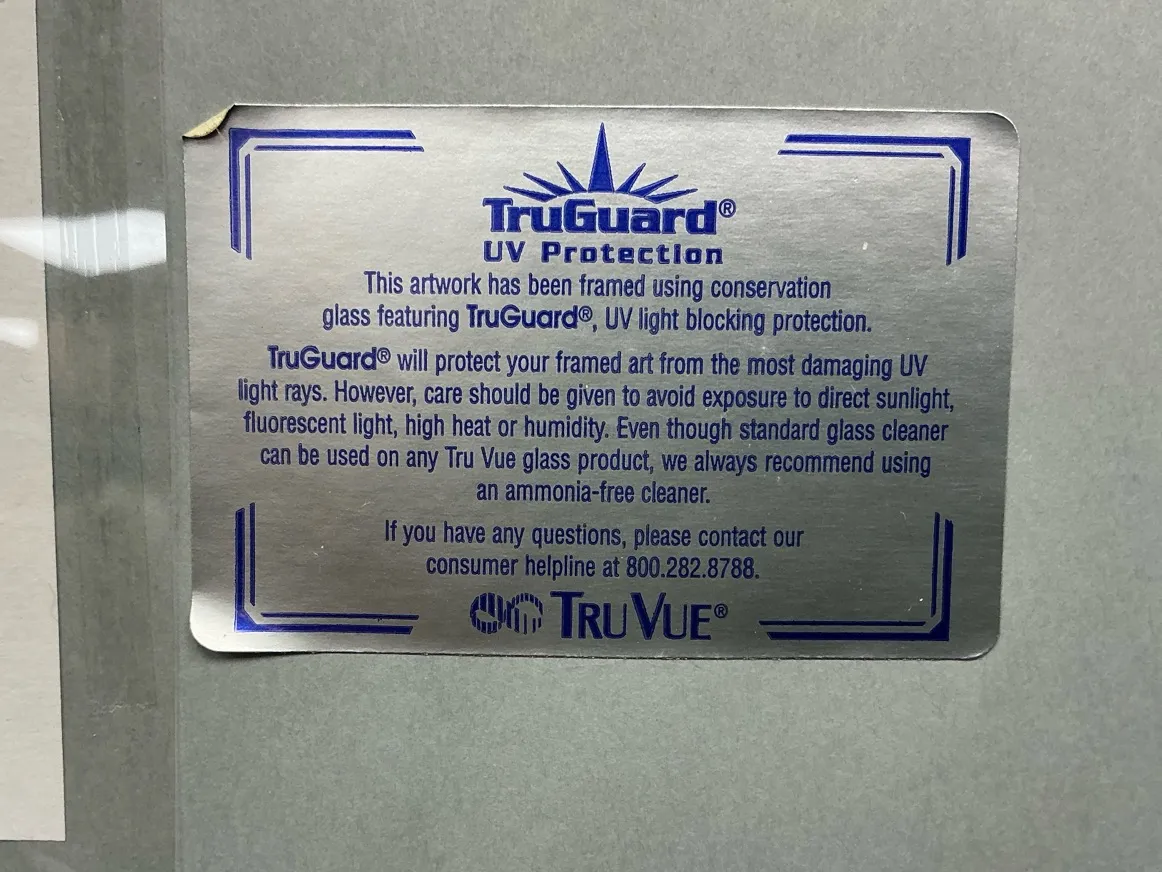 TruGuard®
UV Protection
This artwork has been framed using conservation
glass featuring TruGuard®, UV light blocking protection.
TruGuard® will protect your framed art from the most damaging UV
light rays. However, care should be given to avoid exposure to direct sunlight,
fluorescent light, high heat or humidity. Even though standard glass cleaner
can be used on any Tru Vue glass product, we always recommend using
an ammonia-free cleaner.
If you have any questions, please contact our
consumer helpline at 800.282.8788.
TRU VUE®